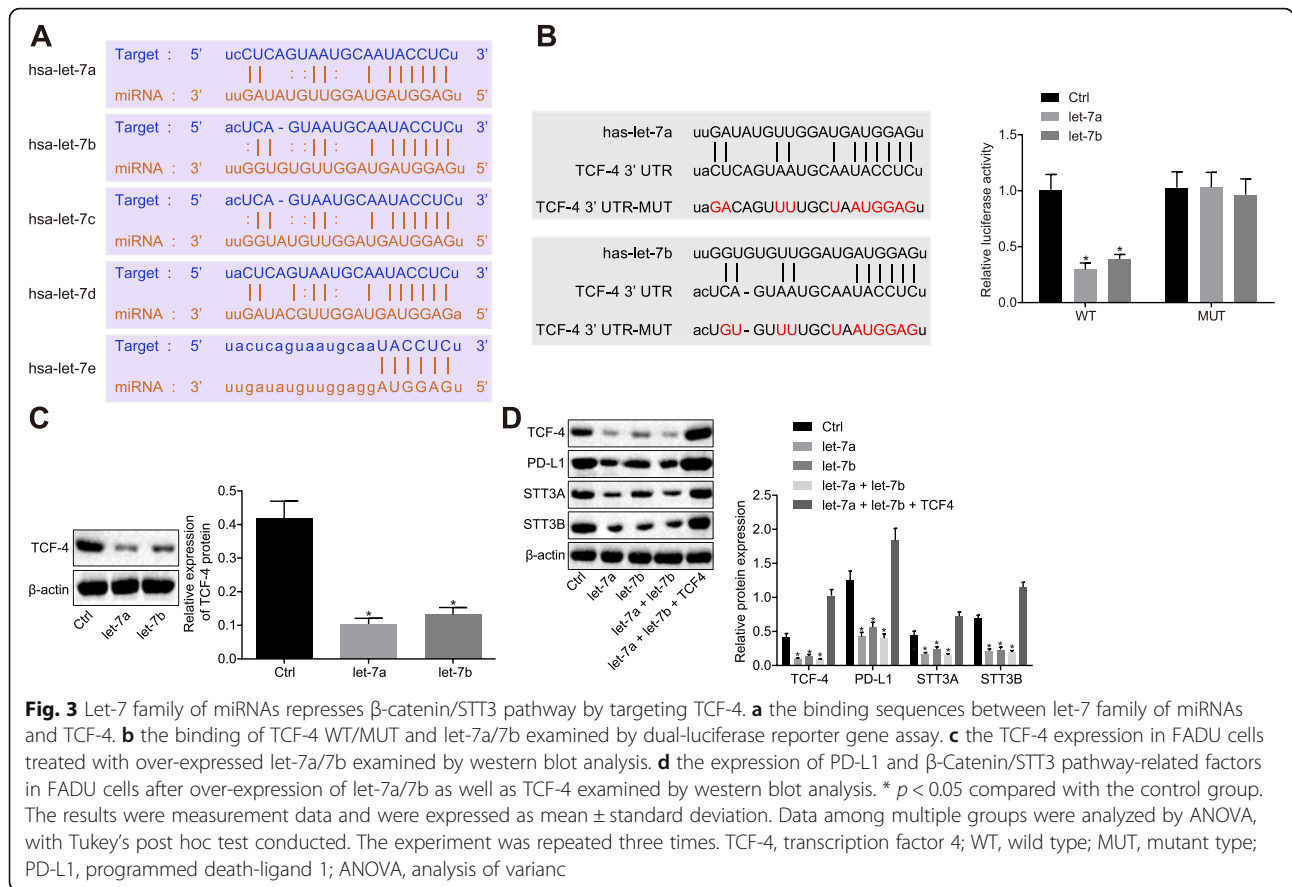 A
hsa-let-7a
Target : 5’ ucCUCAGUAAUGCAAUACCUCu 3’
miRNA : 3’ uuGAUAUGUUGGAUGAUGGAGu 5’
hsa-let-7b
Target : 5’ acUCA - GUAAUGCAAUACCUCu 3’
miRNA : 3’ uuGGUGUGUUGGAUGAUGGAGu 5’
hsa-let-7c
Target : 5’ acUCA - GUAAUGCAAUACCUCu 3’
miRNA : 3’ uuGGUAUGUUGGAUGAUGGAGu 5’
hsa-let-7d
Target : 5’ uaCUCAGUAAUGCAAUACCUCu 3’
miRNA : 3’ uuGAUACGUUGGAUGAUGGAGa 5’
hsa-let-7e
Target : 5’ uacucaguaaugcaaUACCUCu 3’
miRNA : 3’ uugauauguuggaggAUGGAGu 5’
B
has-let-7a uuGAUAUGUUGGAUGAUGGAGu
TCF-4 3’ UTR uaCUCAGUAAUGCAAUACCUCu
TCF-4 3’ UTR-MUT uaGACAGUUUUGCUAAUGGAGu
has-let-7b uuGGUGUGUUGGAUGAUGGAGu
TCF-4 3’ UTR acUCA - GUAAUGCAAUACCUCu
TCF-4 3’ UTR-MUT acUGU - GUUUUGCUAAUGGAGu
Ctrl
let-7a
let-7b
Relative luciferase activity
1.5
1.0
0.5
0.0
* *
WT MUT
C
TCF-4
β-actin
Ctrl let-7a let-7b
Relative expression
of TCF-4 protein
0.5
0.4
0.3
0.2
0.1
0.0
* *
Ctrl let-7a let-7b
D
TCF-4
PD-L1
STT3A
STT3B
β-actin
Ctrl let-7a let-7b let-7a + let-7b let-7a + let-7b + TCF4
Ctrl
let-7a
let-7b
let-7a + let-7b
let-7a + let-7b + TCF4
Relative protein expression
2.5
2.0
1.5
1.0
0.5
0.0
* * * * * * * * * * * *
TCF-4 PD-L1 STT3A STT3B
Fig. 3 Let-7 family of miRNAs represses β-catenin/STT3 pathway by targeting TCF-4. a the binding sequences between let-7 family of miRNAs
and TCF-4. b the binding of TCF-4 WT/MUT and let-7a/7b examined by dual-luciferase reporter gene assay. c the TCF-4 expression in FADU cells
treated with over-expressed let-7a/7b examined by western blot analysis. d the expression of PD-L1 and β-Catenin/STT3 pathway-related factors
in FADU cells after over-expression of let-7a/7b as well as TCF-4 examined by western blot analysis. * p < 0.05 compared with the control group.
The results were measurement data and were expressed as mean ± standard deviation. Data among multiple groups were analyzed by ANOVA,
with Tukey’s post hoc test conducted. The experiment was repeated three times. TCF-4, transcription factor 4; WT, wild type; MUT, mutant type;
PD-L1, programmed death-ligand 1; ANOVA, analysis of varianc